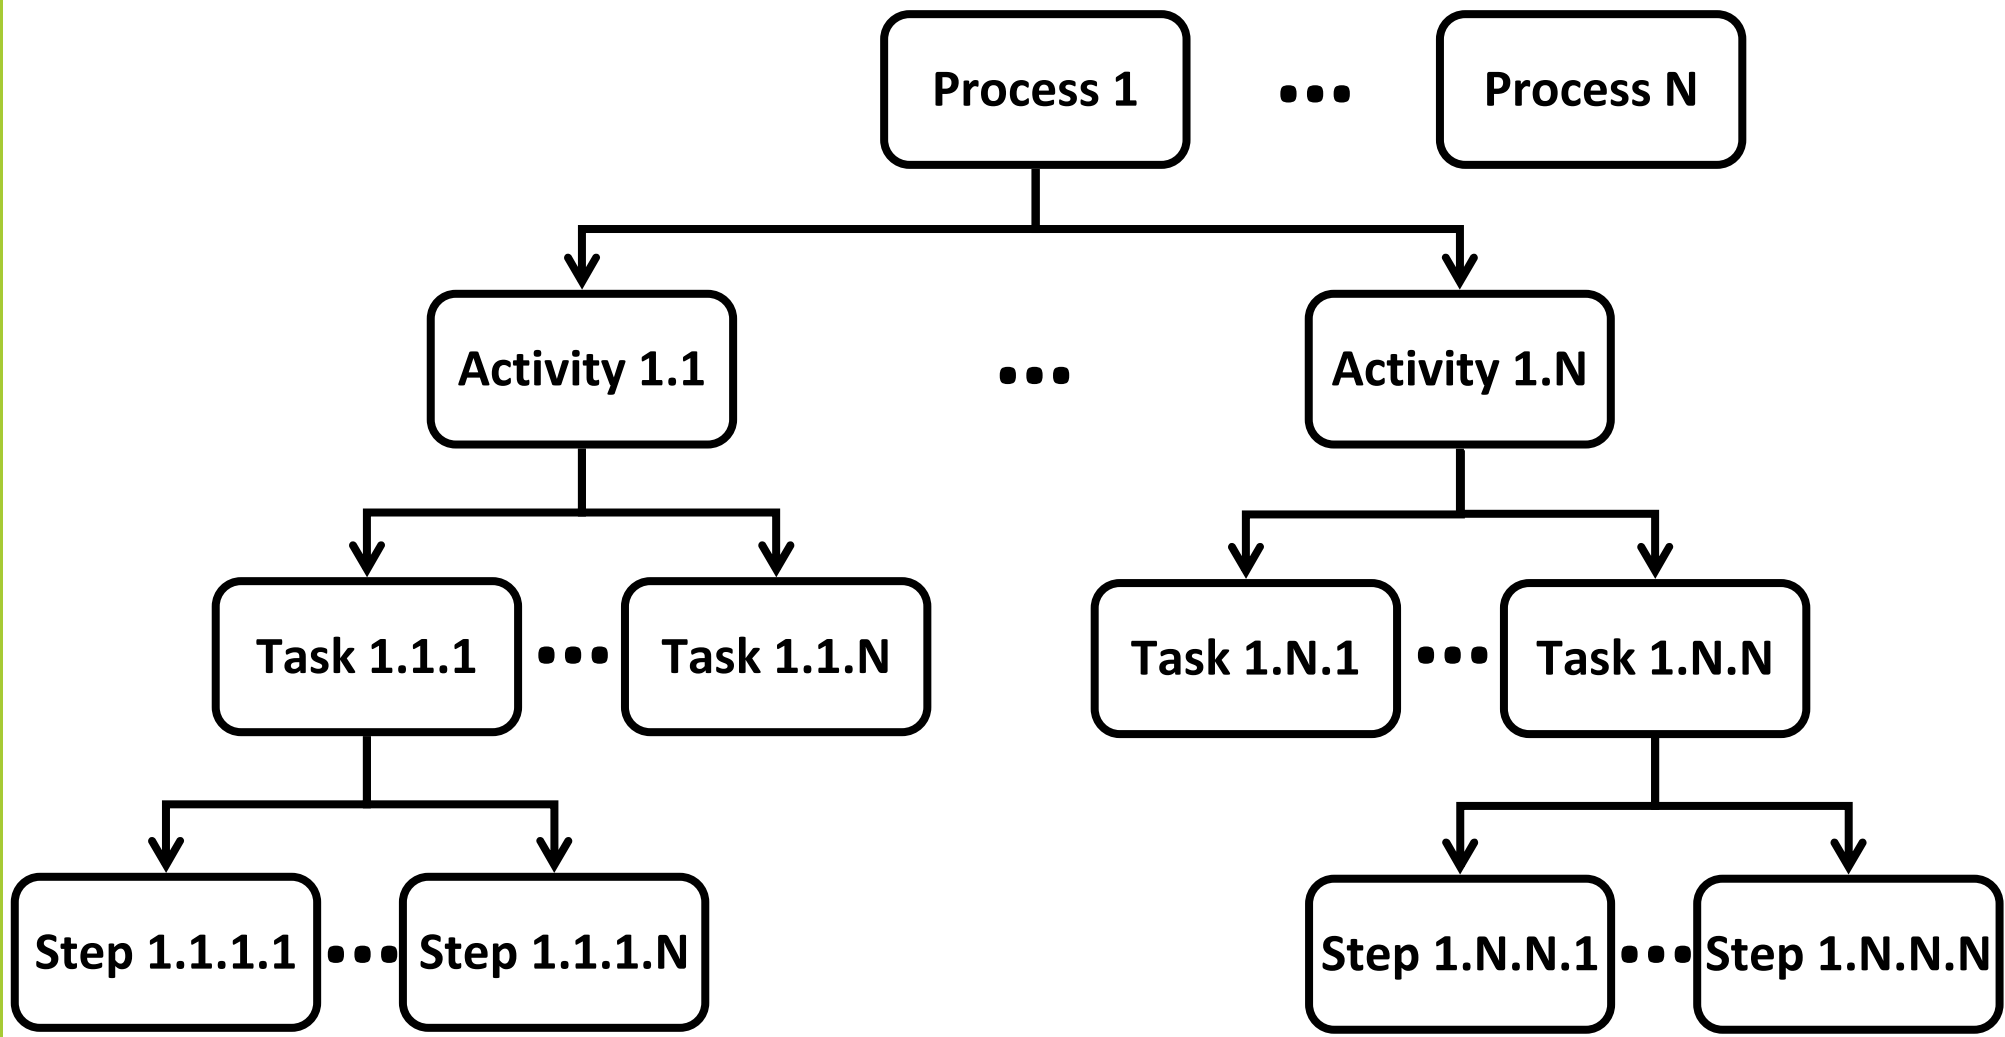 Process 1
...
Process N
Activity 1.1
...
Activity 1.N
Task 1.1.1
...
Task 1.1.N
Task 1.N.1
...
Task 1.N.N
Step 1.1.1.1
...
Step 1.1.1.N
Step 1.N.N.1
...
Step 1.N.N.N